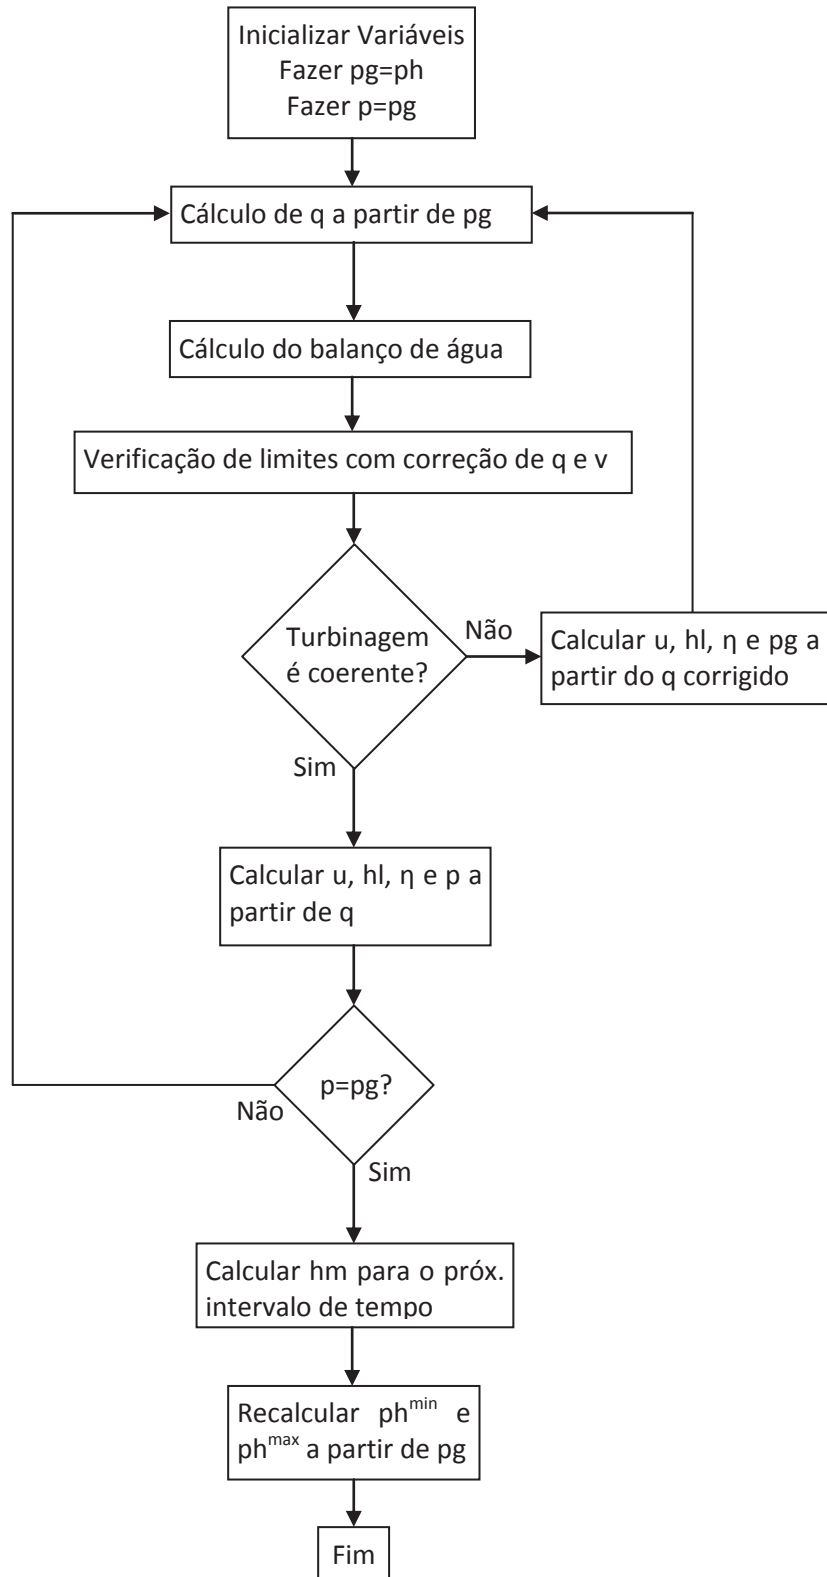 Inicializar Variáveis
Fazer pg=ph
Fazer p=pg
Cálculo de q a partir de pg
Cálculo do balanço de água
Verificação de limites com correção de q e v
Turbinagem
é coerente?
Não
Calcular u, hl, η e pg a
partir do q corrigido
Sim
Calcular u, hl, η e p a
partir de q
p=pg?
Não
Sim
Calcular hm para o próx.
intervalo de tempo
Recalcular ph^min e
ph^max a partir de pg
Fim